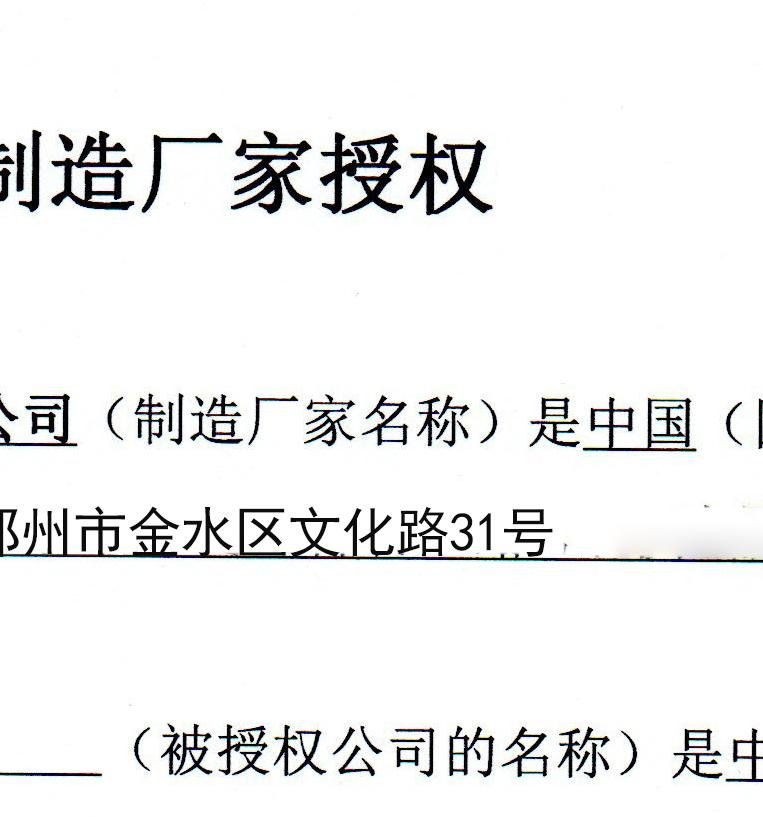 制造厂家授权
公司（制造厂家名称）是中国（
郑州市金水区文化路31号
（被授权公司的名称）是中